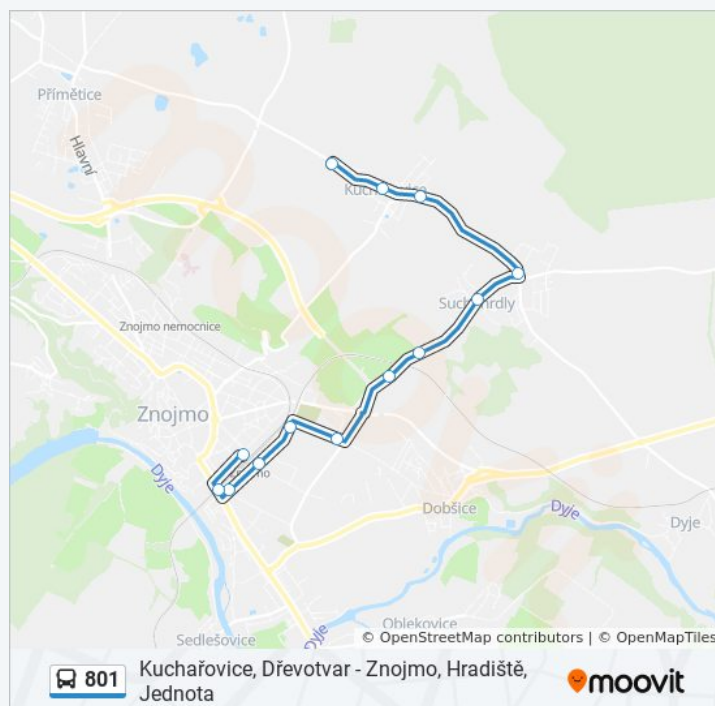 Přímětice
Hlavní
Kuchařovice
Suchohrdly
Znojmo nemocnice
Znojmo
Dyje
Znojmo
Dobšice
Dyje
Dyje
Oblekovice
Sedlešovice
Dyje
© OpenStreetMap contributors | © OpenMapTiles
801
Kuchařovice, Dřevotvar - Znojmo, Hradiště,
Jednota
moovit